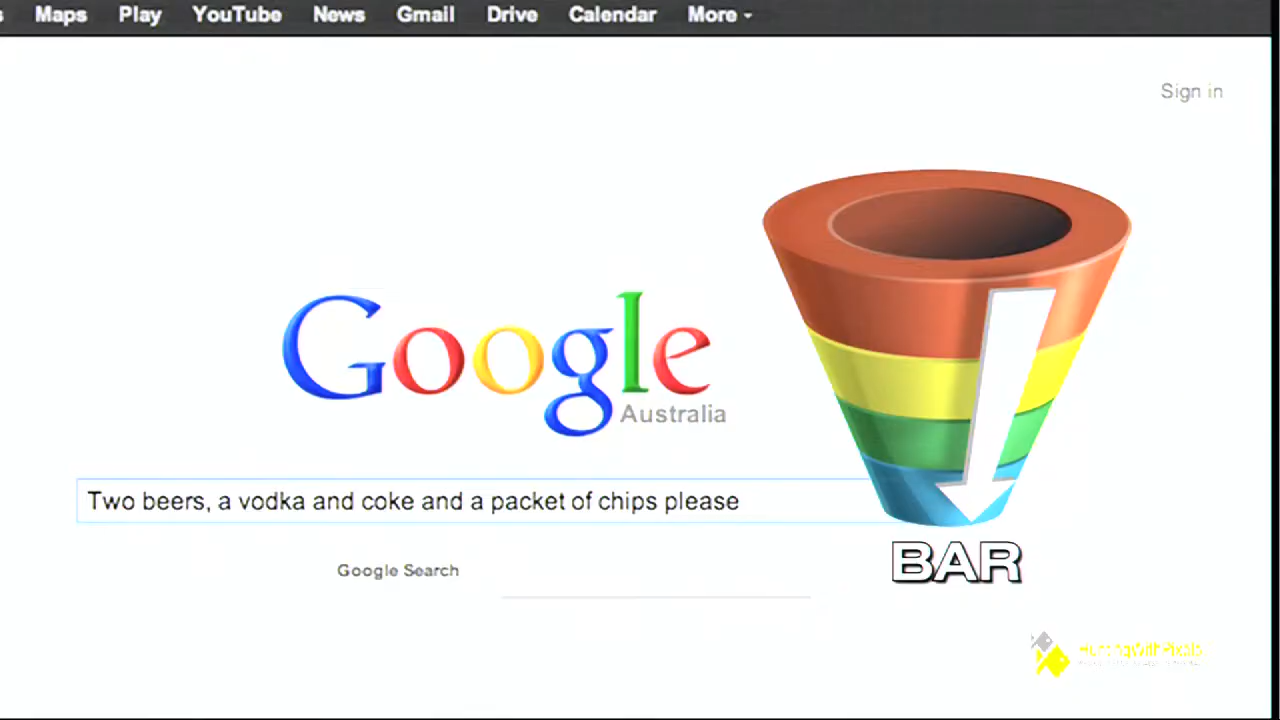 Maps Play YouTube News Gmail Drive Calendar More
Sign in
Google
Australia
Two beers, a vodka and coke and a packet of chips please
Google Search
BAR
HuntingWithPixels